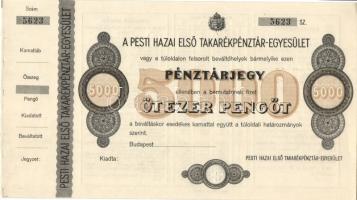 Szám
5623
Kamatláb
Összeg
Pengő
Kiadatott
Beváltatott
Jegyzet:
PESTI HAZAI ELSŐ TAKARÉKPÉNZTÁR-EGYESÜLET
5623 SZ.
A PESTI HAZAI ELSŐ TAKARÉKPÉNZTÁR-EGYESÜLET
vagy a túloldalon felsorolt beváltóhelyek bármelyike ezen
PÉNZTÁRJEGY
ellenében a bemutatónak fizet
5000
5000
5000
ÖTEZER PENGŐT
a beváltáskor esedékes kamattal együtt a túloldali határozmányok
szerint.
Budapest
Kiadta:
PESTI HAZAI ELSŐ TAKARÉKPÉNZTÁR-EGYESÜLET